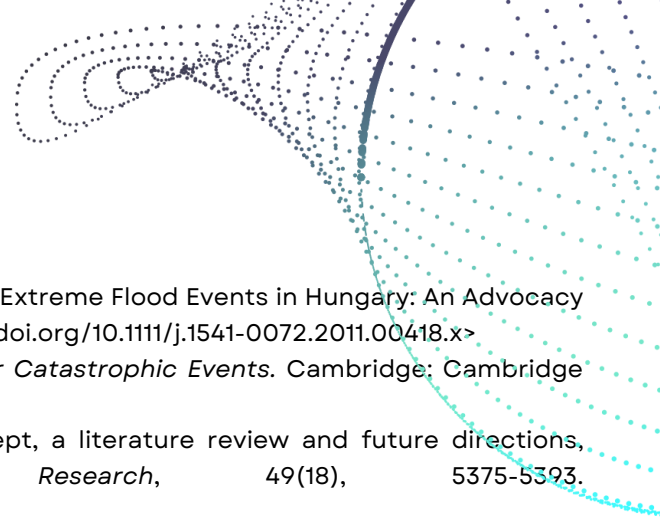 Extreme Flood Events in Hungary: An Advocacy
doi.org/10.1111/j.1541-0072.2011.00418.x>
Catastrophic Events. Cambridge: Cambridge
ept, a literature review and future directions,
Research, 49(18), 5375-5393.